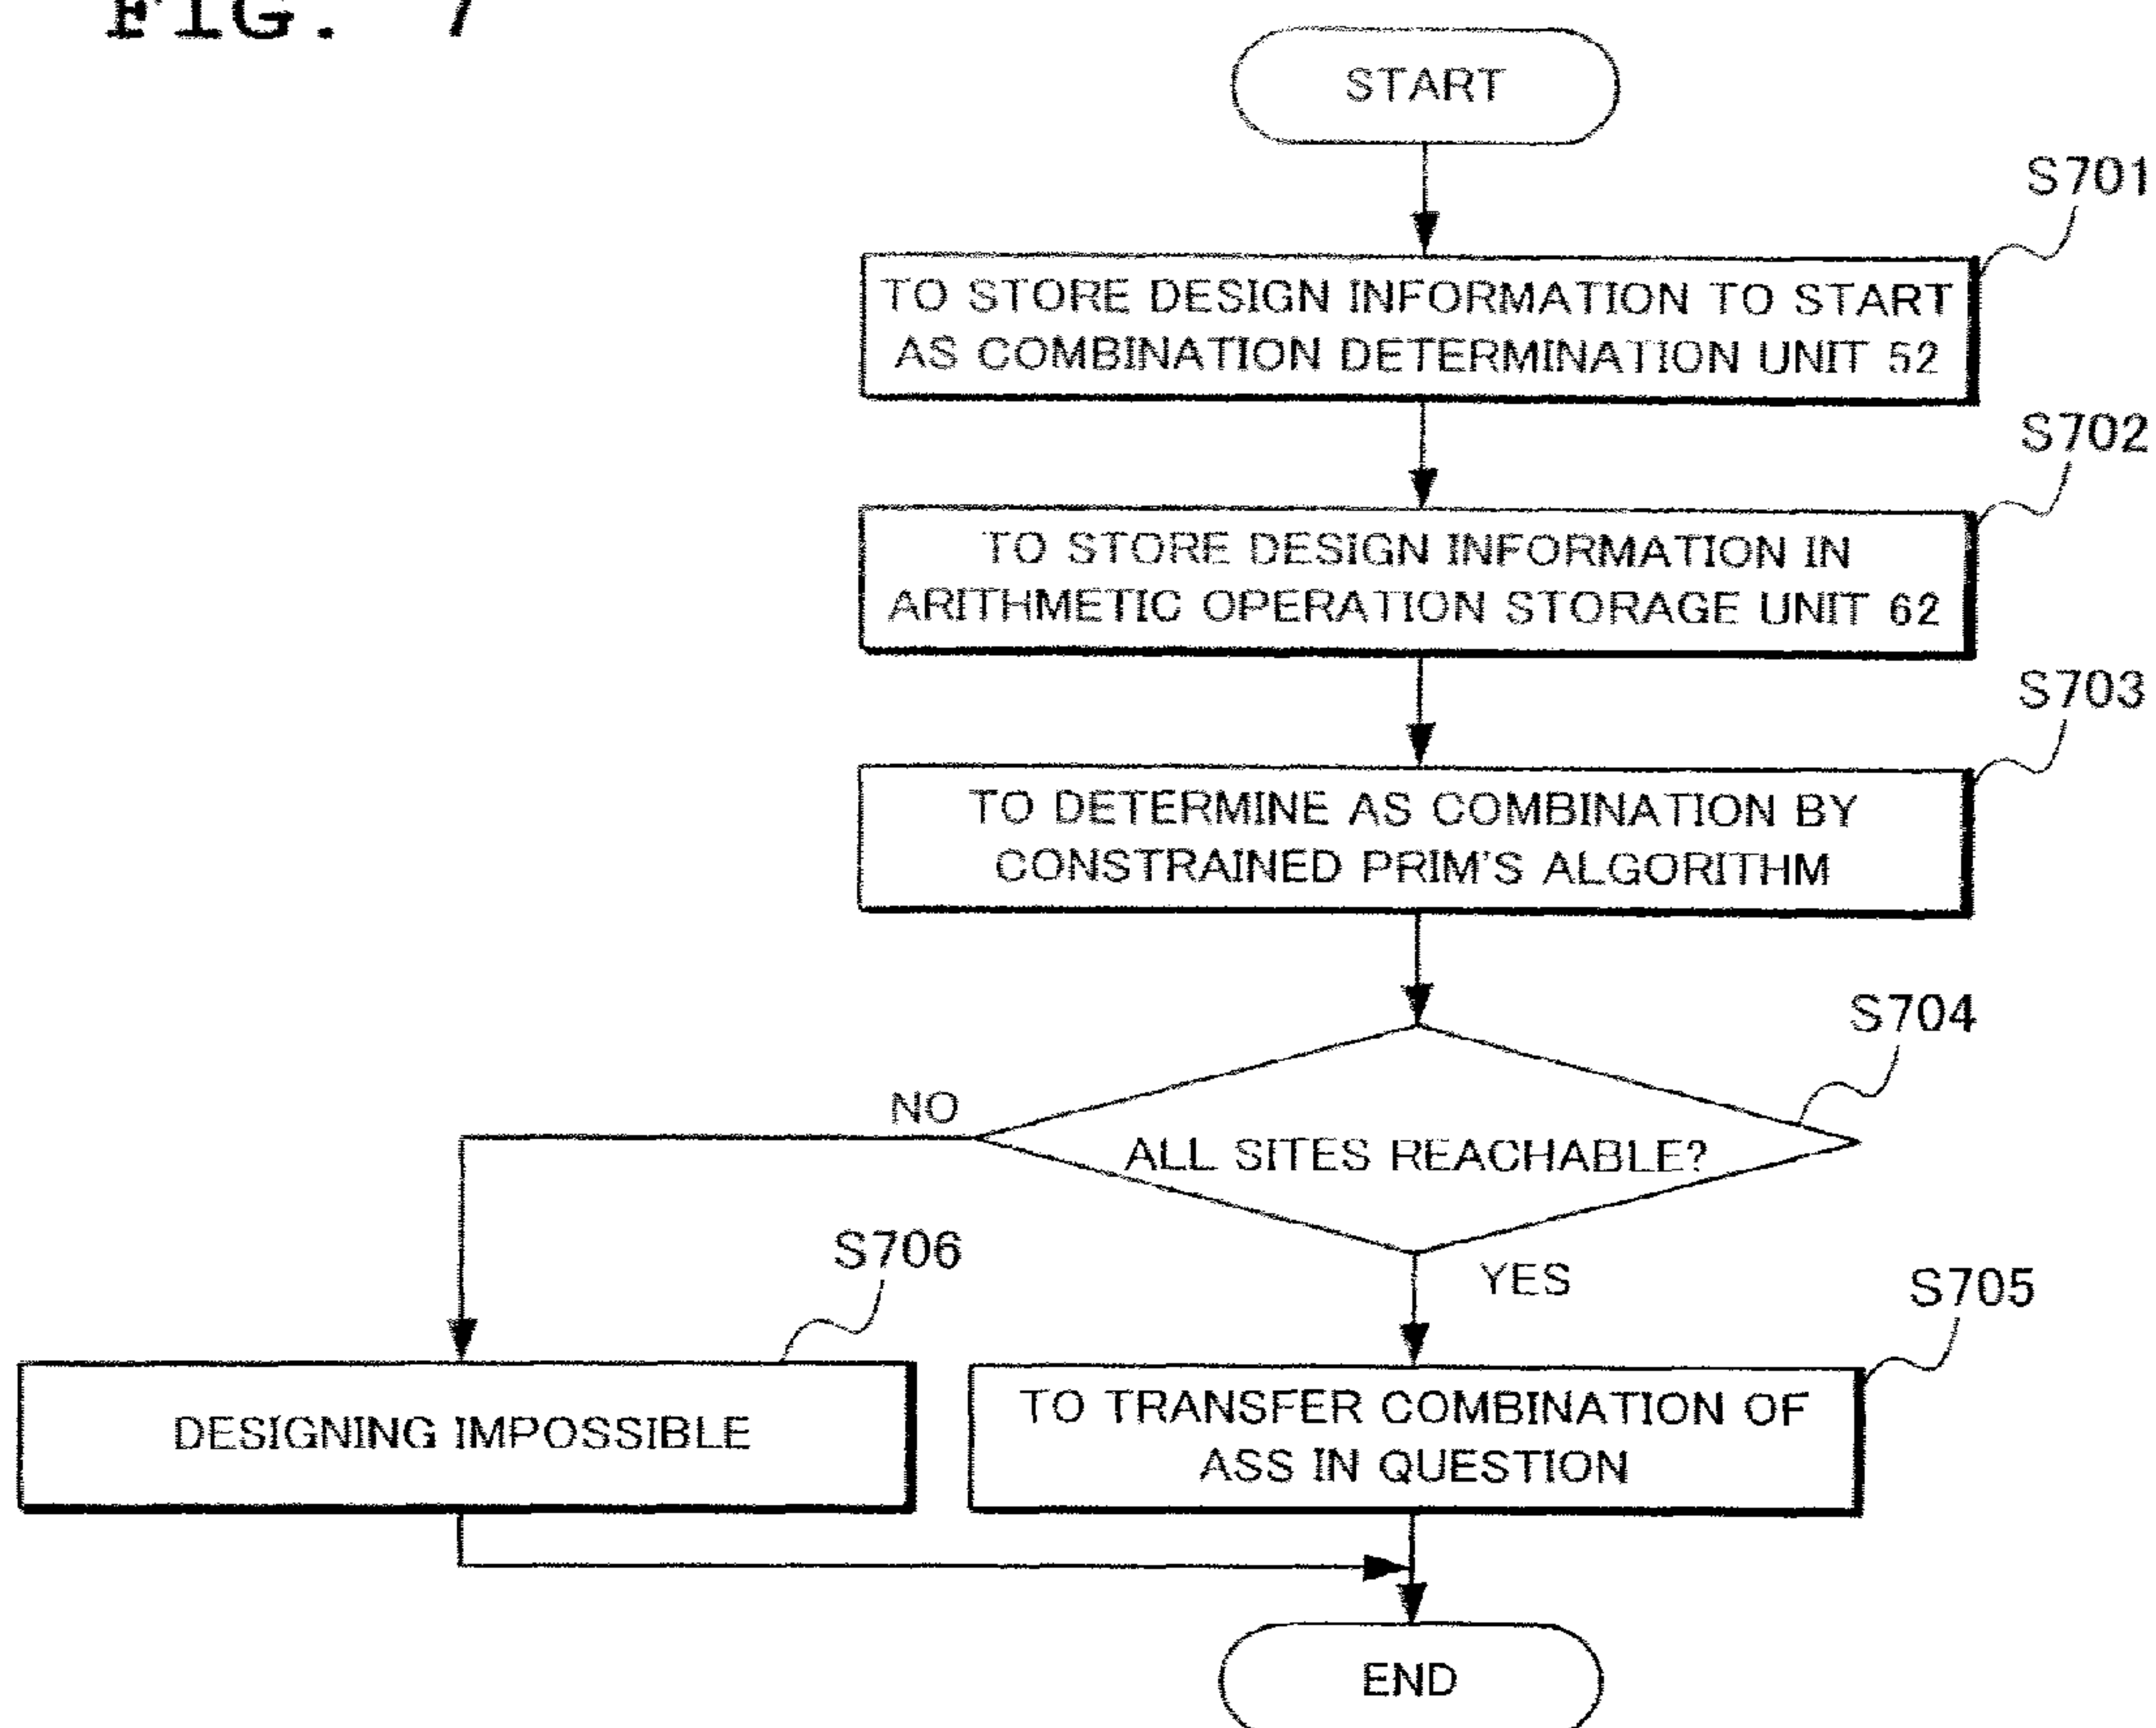 FIG. 7
START
S701
TO STORE DESIGN INFORMATION TO START
AS COMBINATION DETERMINATION UNIT 52
S702
TO STORE DESIGN INFORMATION IN
ARITHMETIC OPERATION STORAGE UNIT 62
S703
TO DETERMINE AS COMBINATION BY
CONSTRAINED PRIM'S ALGORITHM
S704
NO
ALL SITES REACHABLE?
YES
S706
S705
DESIGNING IMPOSSIBLE
TO TRANSFER COMBINATION OF
ASS IN QUESTION
END